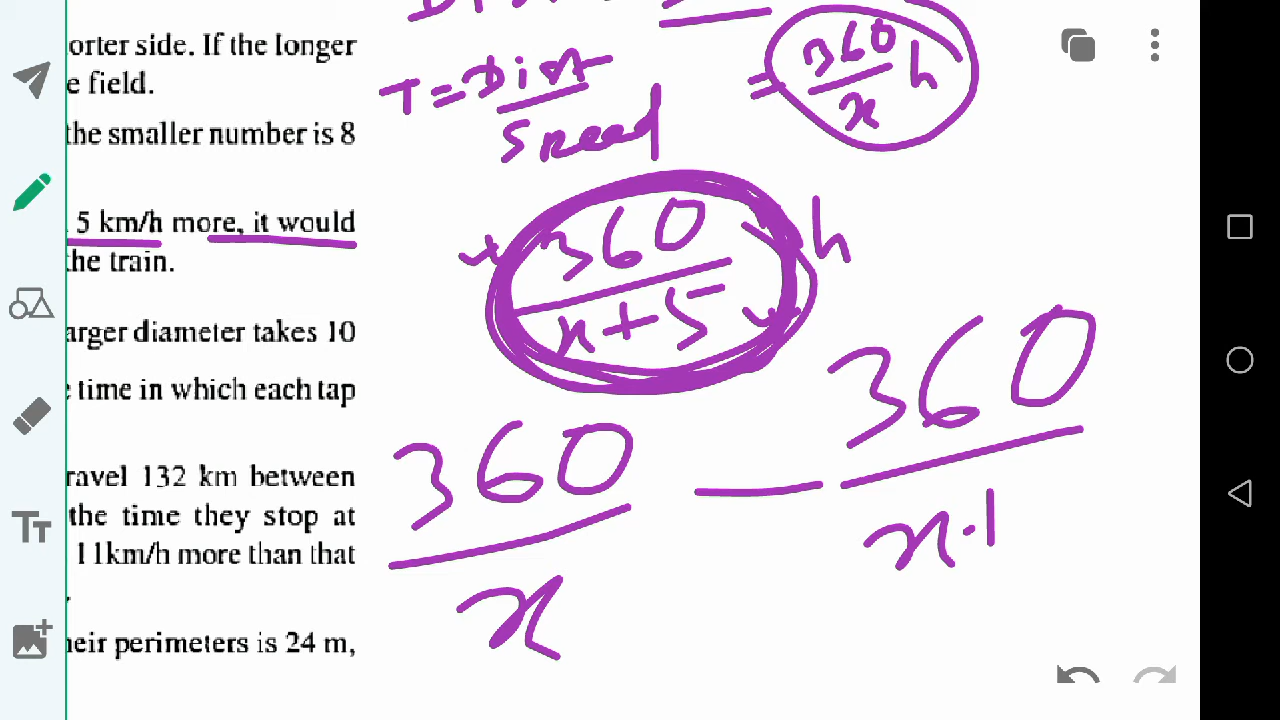 orter side. If the longer
e field.
the smaller number is 8
5 km/h more, it would
the train.
arger diameter takes 10
time in which each tap
ravel 132 km between
the time they stop at
11km/h more than that
heir perimeters is 24 m,
T = Dist / Speed
= 360/x h
360/x+5 h
360/x — 360/x
Tт